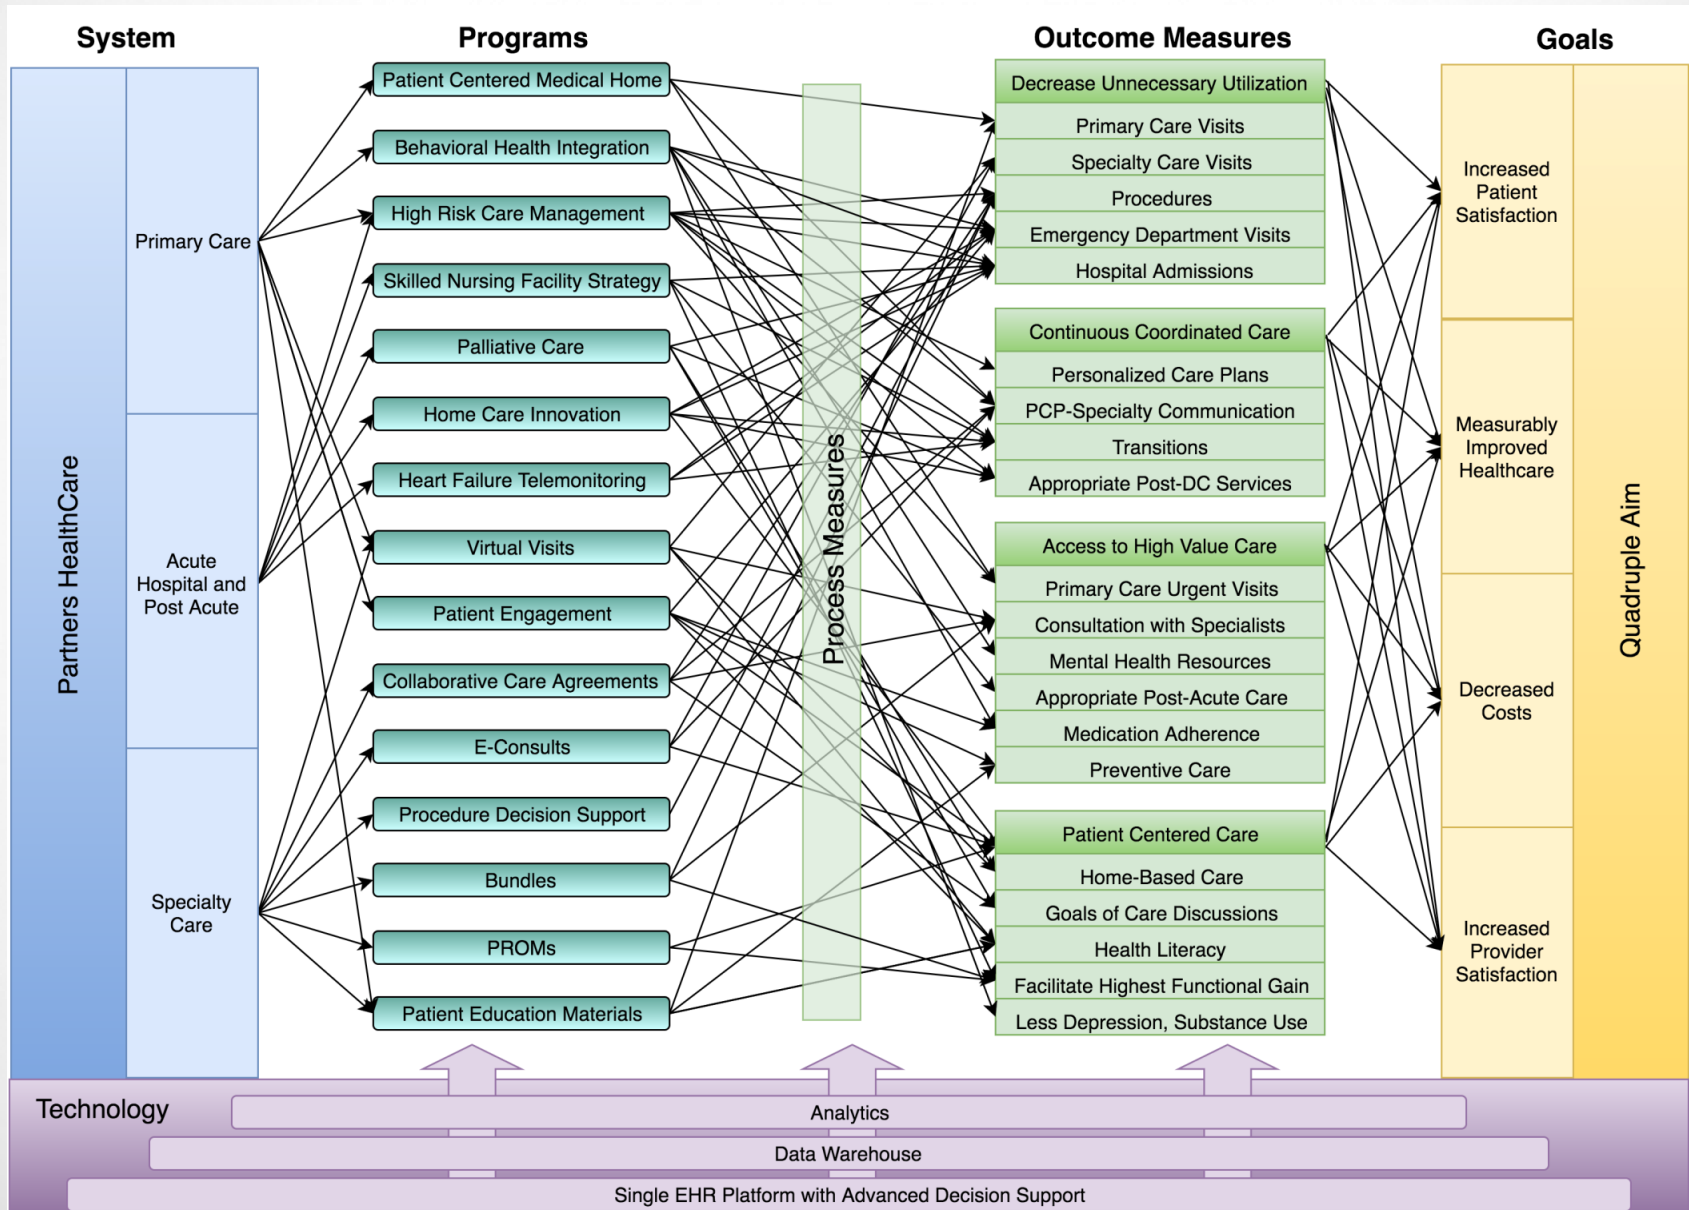 System
Programs
Outcome Measures
Goals
Partners HealthCare
Primary Care
Acute
Hospital and
Post Acute
Specialty
Care
Patient Centered Medical Home
Behavioral Health Integration
High Risk Care Management
Skilled Nursing Facility Strategy
Palliative Care
Home Care Innovation
Heart Failure Telemonitoring
Virtual Visits
Patient Engagement
Collaborative Care Agreements
E-Consults
Procedure Decision Support
Bundles
PROMs
Patient Education Materials
Process Measures
Decrease Unnecessary Utilization
Primary Care Visits
Specialty Care Visits
Procedures
Emergency Department Visits
Hospital Admissions
Continuous Coordinated Care
Personalized Care Plans
PCP-Specialty Communication
Transitions
Appropriate Post-DC Services
Access to High Value Care
Primary Care Urgent Visits
Consultation with Specialists
Mental Health Resources
Appropriate Post-Acute Care
Medication Adherence
Preventive Care
Patient Centered Care
Home-Based Care
Goals of Care Discussions
Health Literacy
Facilitate Highest Functional Gain
Less Depression, Substance Use
Increased
Patient
Satisfaction
Measurably
Improved
Healthcare
Decreased
Costs
Increased
Provider
Satisfaction
Quadruple Aim
Technology
Analytics
Data Warehouse
Single EHR Platform with Advanced Decision Support